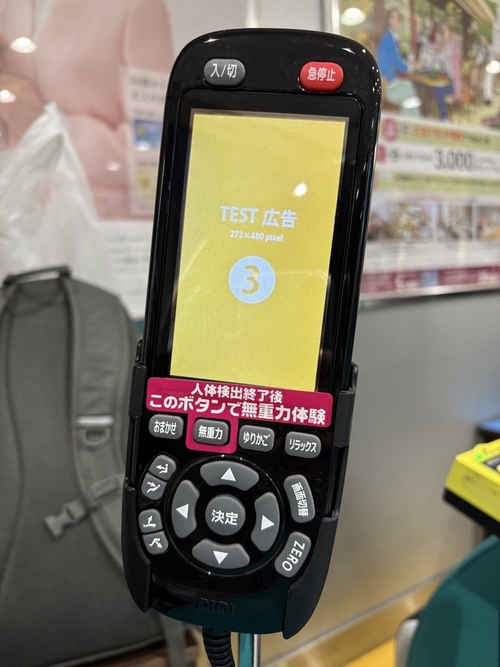 入/切
急停止
TEST 広告
272×480 pixel
3
人体検出終了後
このボタンで無重力体験
おまかせ
無重力
ゆりかご
リラックス
画面切替
決定
ZERO
3,000